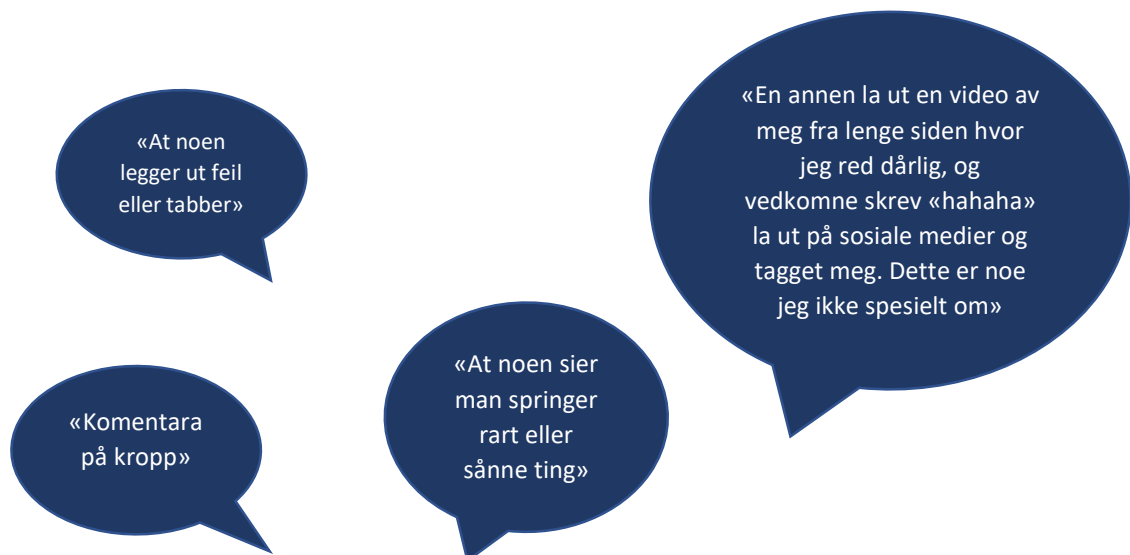 «At noen
legger ut feil
eller tabber»
«En annen la ut en video av
meg fra lenge siden hvor
jeg red dårlig, og
vedkomne skrev «hahaha»
la ut på sosiale medier og
tagget meg. Dette er noe
jeg ikke spesielt om»
«Komentara
på kropp»
«At noen sier
man springer
rart eller
sånne ting»